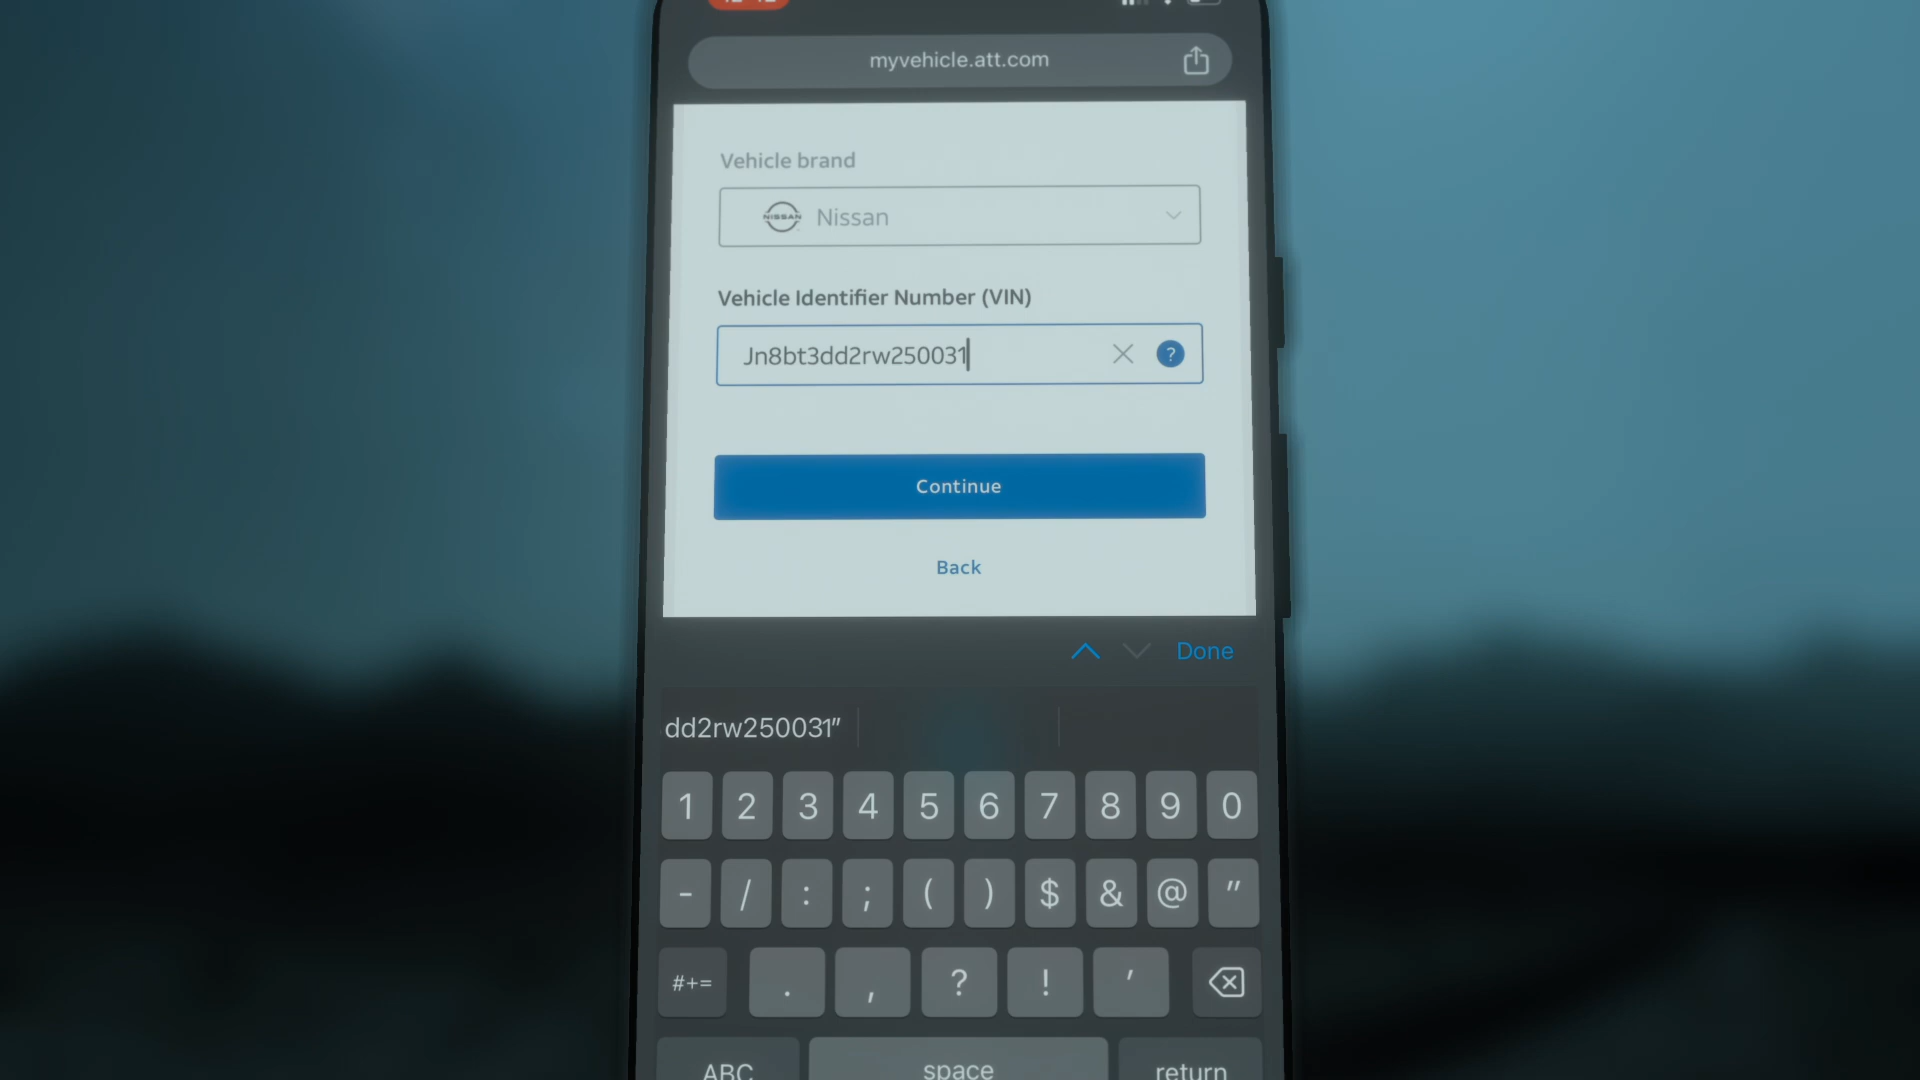 myvehicle.att.com
Vehicle brand
NISSAN Nissan
Vehicle Identifier Number (VIN)
Jn8bt3dd2rw250031
?
Continue
Back
Done
dd2rw250031"
1 2 3 4 5 6 7 8 9 0
- / : ; ( ) $ & @ "
#+= . , ? ! '
ABC space return